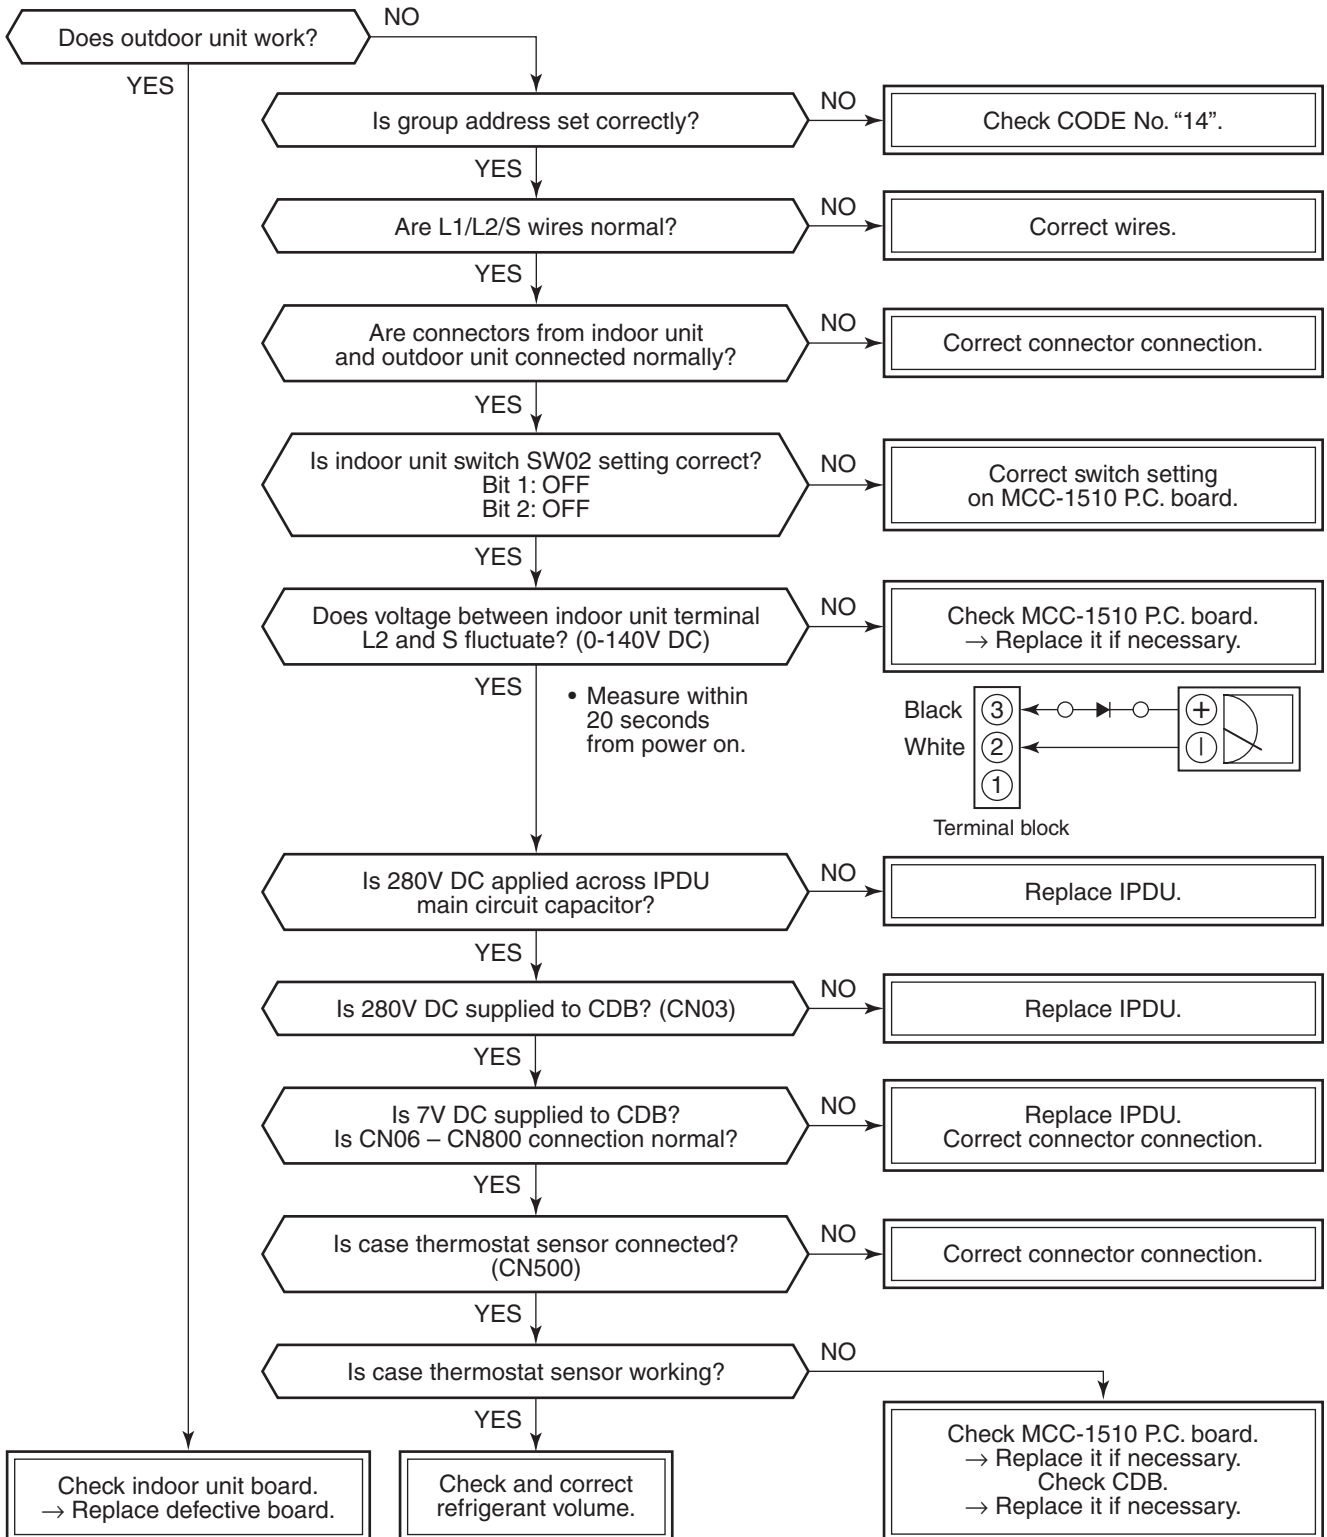 Does outdoor unit work?
NO
YES
Is group address set correctly?
NO
Check CODE No. “14”.
YES
Are L1/L2/S wires normal?
NO
Correct wires.
YES
Are connectors from indoor unit
and outdoor unit connected normally?
NO
Correct connector connection.
YES
Is indoor unit switch SW02 setting correct?
Bit 1: OFF
Bit 2: OFF
NO
Correct switch setting
on MCC-1510 P.C. board.
YES
Does voltage between indoor unit terminal
L2 and S fluctuate? (0-140V DC)
NO
Check MCC-1510 P.C. board.
→ Replace it if necessary.
YES
• Measure within
20 seconds
from power on.
Black ③ +
White ② −
①
Terminal block
Is 280V DC applied across IPDU
main circuit capacitor?
NO
Replace IPDU.
YES
Is 280V DC supplied to CDB? (CN03)
NO
Replace IPDU.
YES
Is 7V DC supplied to CDB?
Is CN06 – CN800 connection normal?
NO
Replace IPDU.
Correct connector connection.
YES
Is case thermostat sensor connected?
(CN500)
NO
Correct connector connection.
YES
Is case thermostat sensor working?
NO
YES
Check indoor unit board.
→ Replace defective board.
Check and correct
refrigerant volume.
Check MCC-1510 P.C. board.
→ Replace it if necessary.
Check CDB.
→ Replace it if necessary.